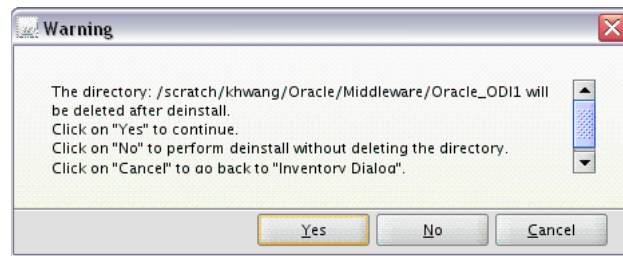 Warning
The directory: /scratch/khwang/Oracle/Middleware/Oracle_ODI1 will
be deleted after deinstall.
Click on "Yes" to continue.
Click on "No" to perform deinstall without deleting the directory.
Click on "Cancel" to go back to "Inventory Dialog".
Yes No Cancel